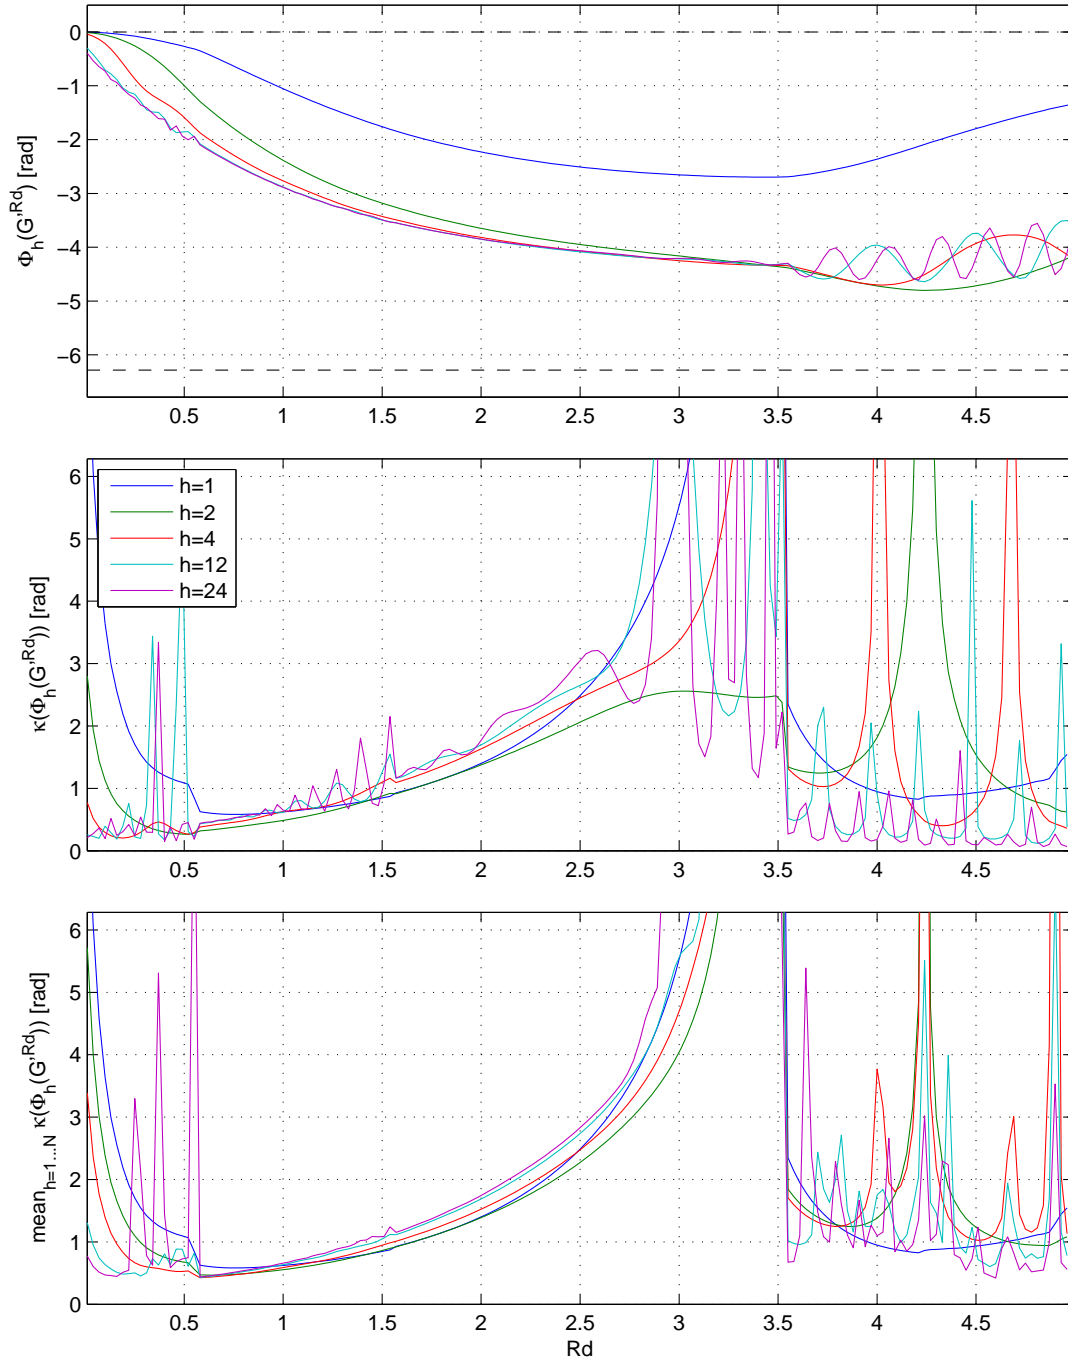 0
−1
−2
−3
−4
−5
−6
Φh(G'Rd) [rad]
0.5 1 1.5 2 2.5 3 3.5 4 4.5
6
5
4
3
2
1
0
κ(Φh(G'Rd)) [rad]
h=1
h=2
h=4
h=12
h=24
0.5 1 1.5 2 2.5 3 3.5 4 4.5
6
5
4
3
2
1
0
meanh=1...N κ(Φh(G'Rd)) [rad]
0.5 1 1.5 2 2.5 3 3.5 4 4.5
Rd